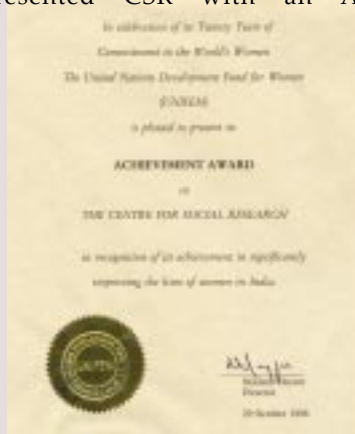 resented CSR with an A
In celebration of its Twenty Years of
Commitment to the World's Women
The United Nations Development Fund for Women
(UNIFEM)
is pleased to present an
ACHIEVEMENT AWARD
to
THE CENTRE FOR SOCIAL RESEARCH
in recognition of its achievement in significantly
improving the lives of women in India
Director
October